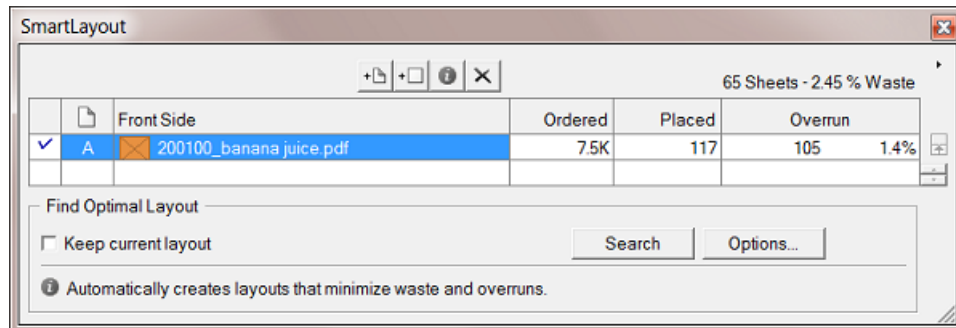 SmartLayout
65 Sheets - 2.45 % Waste
Front Side Ordered Placed Overrun
A 200100_banana juice.pdf 7.5K 117 105 1.4%
Find Optimal Layout
Keep current layout Search Options...
Automatically creates layouts that minimize waste and overruns.